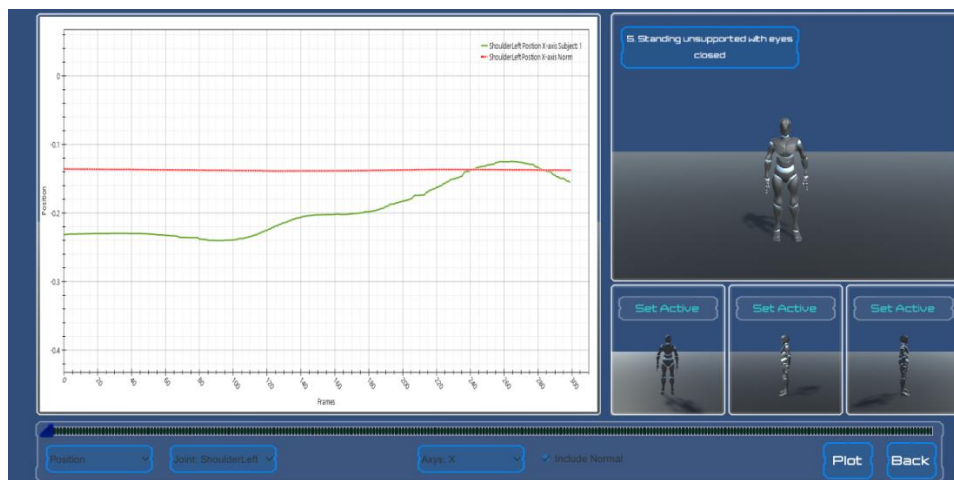 ShoulderLeft Position X-axis Subject 1
ShoulderLeft Position X-axis Norm
0
-0.1
-0.2
-0.3
-0.4
Position
0 20 40 60 80 100 120 140 160 180 200 220 240 260 280 300
Frames
5. Standing unsupported with eyes
closed
Set Active Set Active Set Active
Position Joint: ShoulderLeft Axys: X Include Normal Plot Back